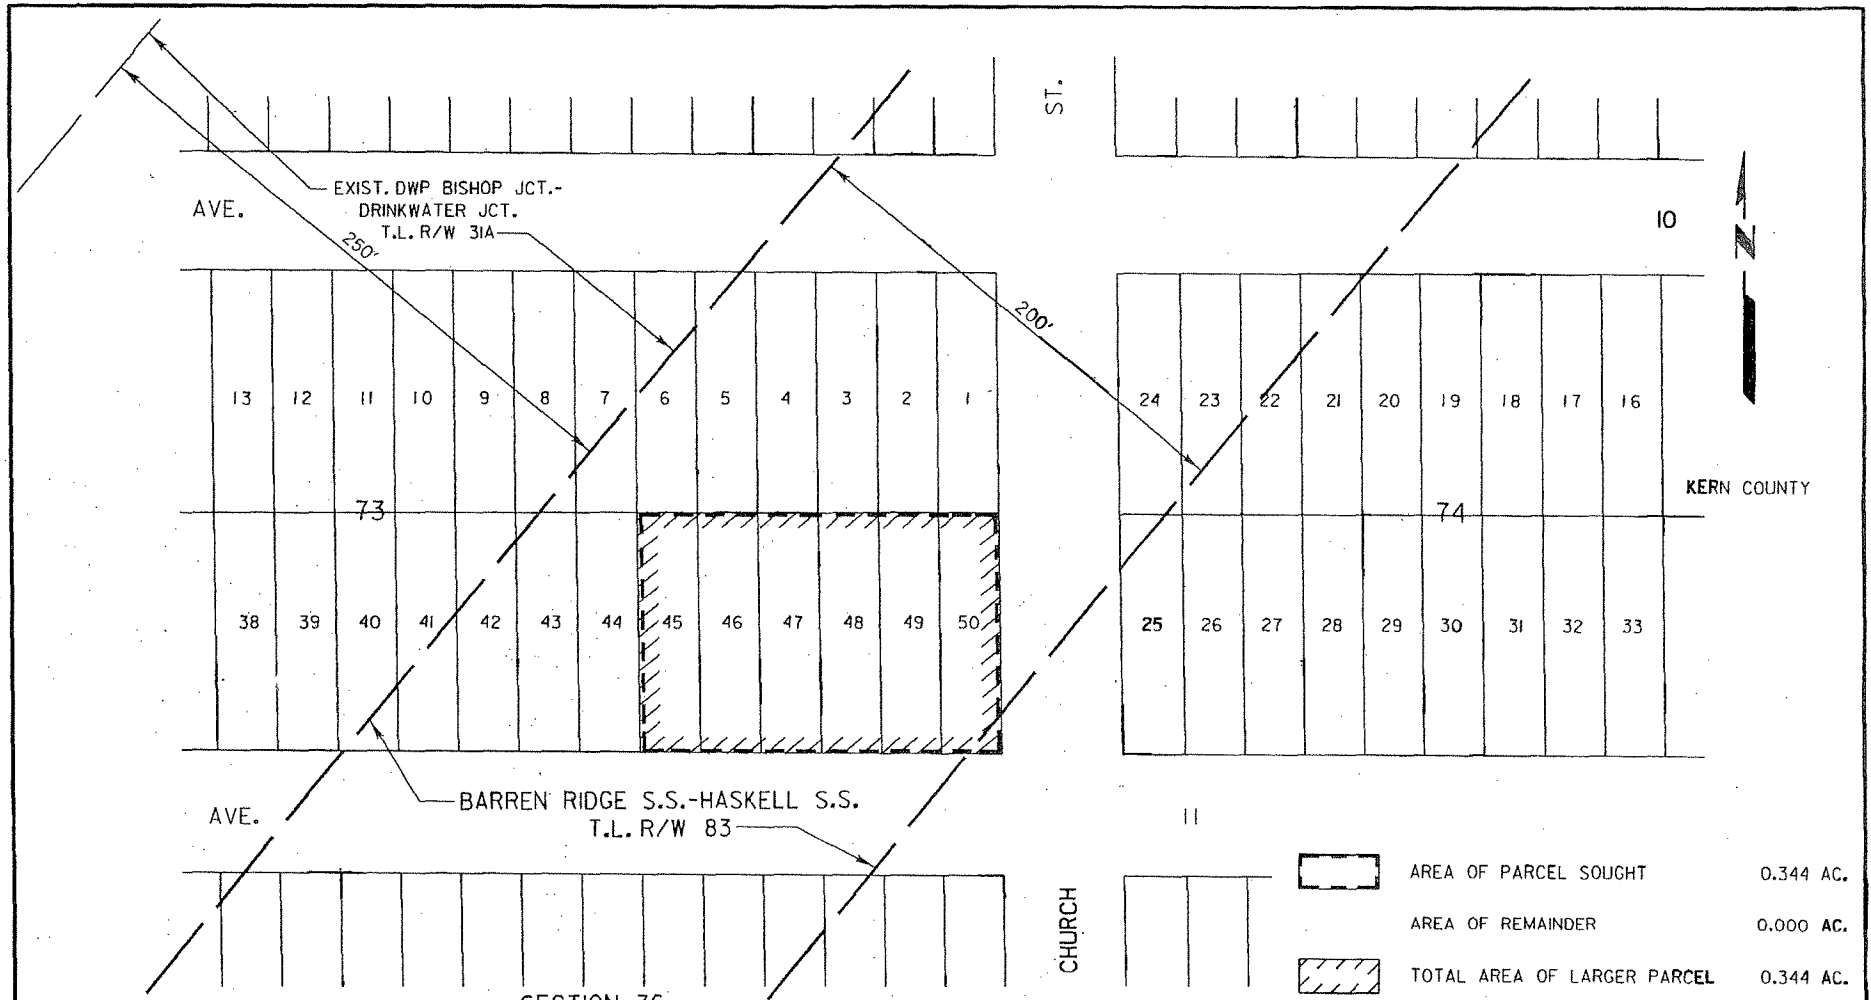 ST.
EXIST. DWP BISHOP JCT.-
DRINKWATER JCT.
T.L. R/W 31A
AVE.
250'
10
N
200'
13 12 11 10 9 8 7 6 5 4 3 2 1
24 23 22 21 20 19 18 17 16
KERN COUNTY
73
74
38 39 40 41 42 43 44 45 46 47 48 49 50
25 26 27 28 29 30 31 32 33
BARREN RIDGE S.S.-HASKELL S.S.
T.L. R/W 83
AVE.
11
CHURCH
AREA OF PARCEL SOUGHT 0.344 AC.
AREA OF REMAINDER 0.000 AC.
TOTAL AREA OF LARGER PARCEL 0.344 AC.